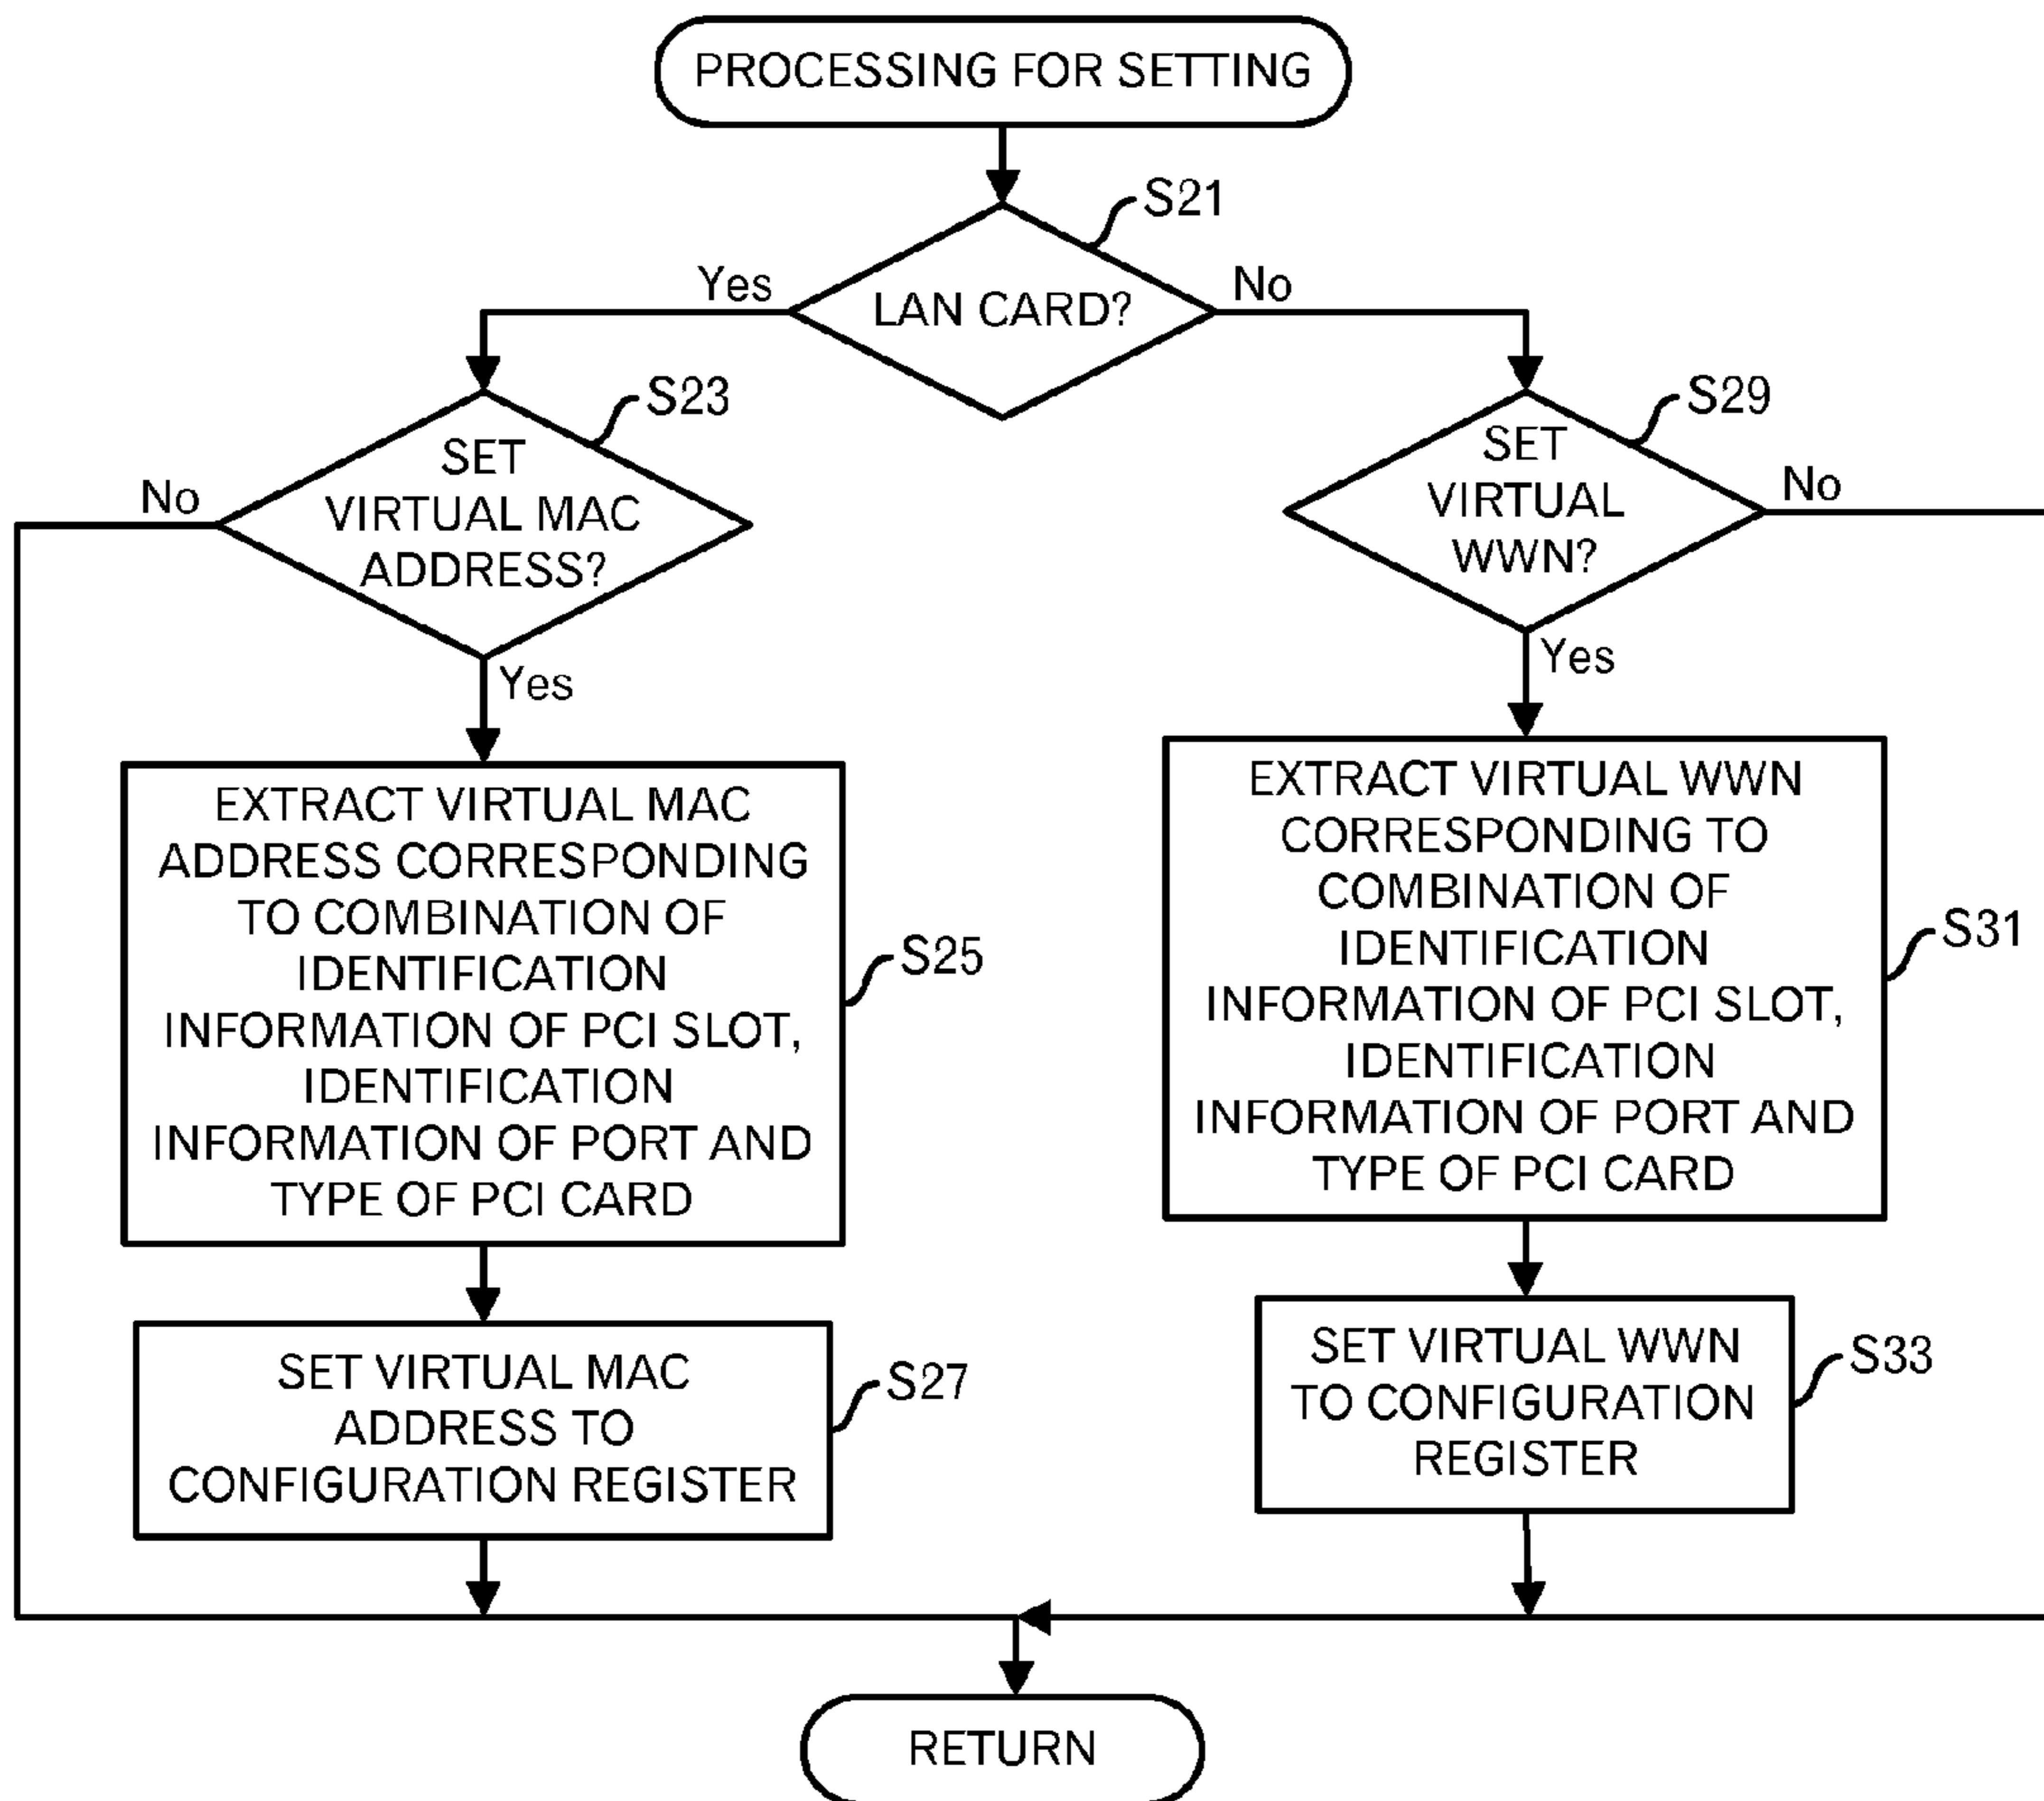 PROCESSING FOR SETTING
S21
Yes
No
LAN CARD?
S23
SET
VIRTUAL MAC
ADDRESS?
No
Yes
S29
SET
VIRTUAL
WWN?
No
Yes
EXTRACT VIRTUAL MAC
ADDRESS CORRESPONDING
TO COMBINATION OF
IDENTIFICATION
INFORMATION OF PCI SLOT,
IDENTIFICATION
INFORMATION OF PORT AND
TYPE OF PCI CARD
S25
EXTRACT VIRTUAL WWN
CORRESPONDING TO
COMBINATION OF
IDENTIFICATION
INFORMATION OF PCI SLOT,
IDENTIFICATION
INFORMATION OF PORT AND
TYPE OF PCI CARD
S31
SET VIRTUAL MAC
ADDRESS TO
CONFIGURATION REGISTER
S27
SET VIRTUAL WWN
TO CONFIGURATION
REGISTER
S33
RETURN